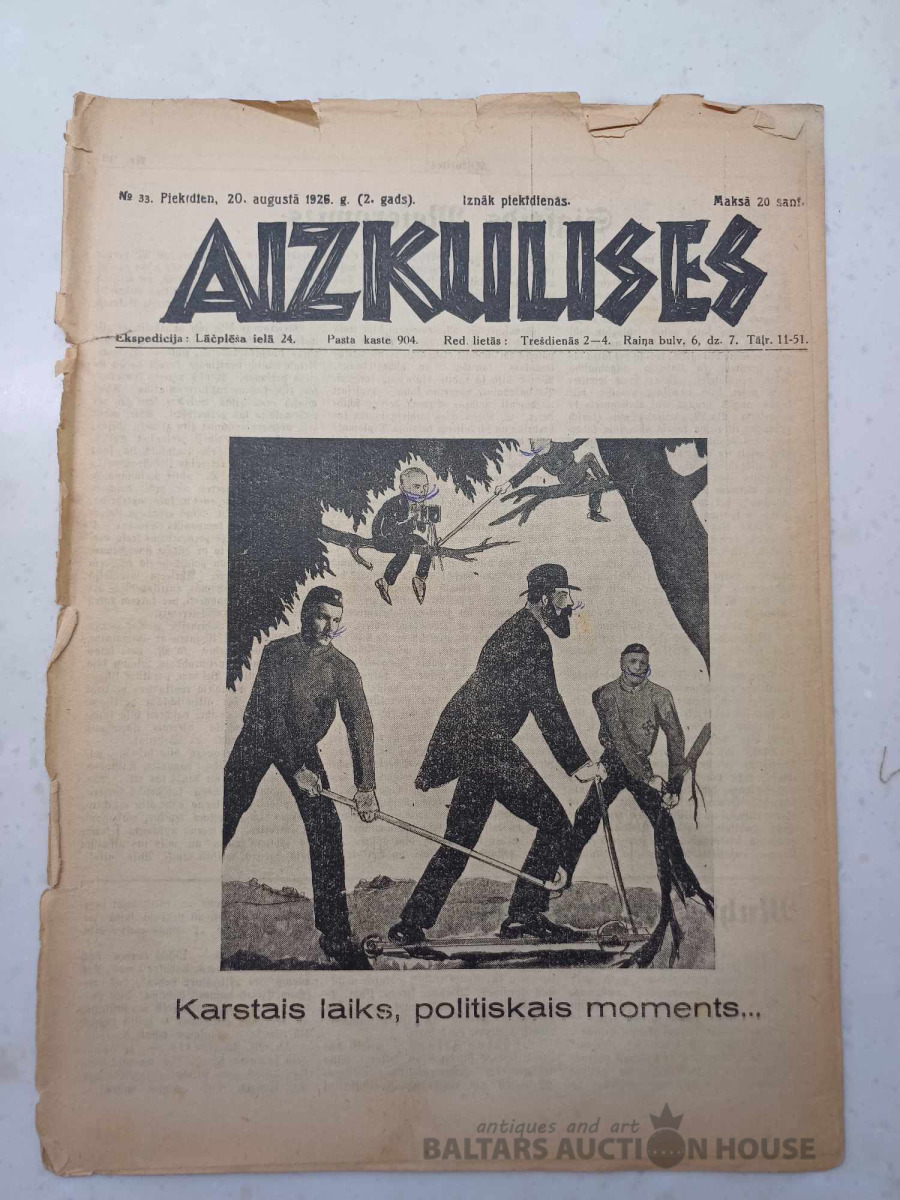 № 33. Piekrdien, 20. augustā 1926. g. (2. gads). Iznāk piektdienās. Maksā 20 sant.
AIZKULISES
Ekspedicija: Lāčplēša ielā 24. Pasta kaste 904. Red. lietās: Trešdienās 2—4. Raiņa bulv, 6, dz. 7. Tāļr. 11-51.
Karstais laiks, politiskais moments...
antiques and art
BALTARS AUCTION HOUSE